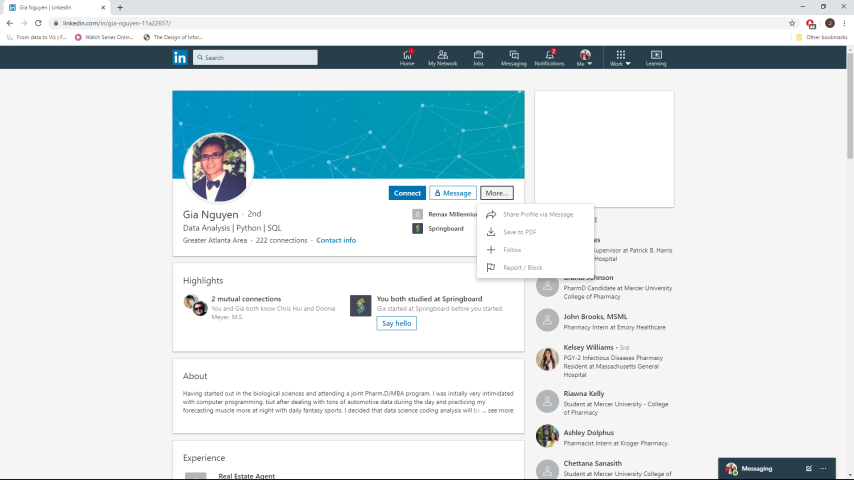 Gia Nguyen | LinkedIn
linkedin.com/in/gia-nguyen-11a22657/
From data to Viz | F...
Watch Series Onlin...
The Design of Infor...
Other bookmarks
in
Search
Home
My Network
Jobs
Messaging
2
Notifications
Me
Work
Learning
Connect
Message
More...
Share Profile via Message
Save to PDF
Follow
Report / Block
Gia Nguyen · 2nd
Data Analysis | Python | SQL
Greater Atlanta Area · 222 connections · Contact info
Remax Millenniu
Springboard
Highlights
2 mutual connections
You and Gia both know Chris Hui and Donnie
Meyer, M.S.
You both studied at Springboard
Gia started at Springboard before you started
Say hello
About
Having started out in the biological sciences and attending a joint Pharm.D/MBA program. I was initially very intimidated
with computer programming, but after dealing with tons of automotive data during the day and practicing my
forecasting muscle more at night with daily fantasy sports, I decided that data science coding analysis will
... see more
Experience
Real Estate Agent
upervisor at Patrick B. Harris
Hospital
Johnson
PharmD Candidate at Mercer University
College of Pharmacy
John Brooks, MSML
Pharmacy Intern at Emory Healthcare
Kelsey Williams • 3rd
PGY-2 Infectious Diseases Pharmacy
Resident at Massachusetts General
Hospital
Riawna Kelly
Student at Mercer University - College
of Pharmacy
Ashley Dolphus
Pharmacist Intern at Kroger Pharmacy.
Chettana Sanasith
Student at Mercer University College of
Messaging